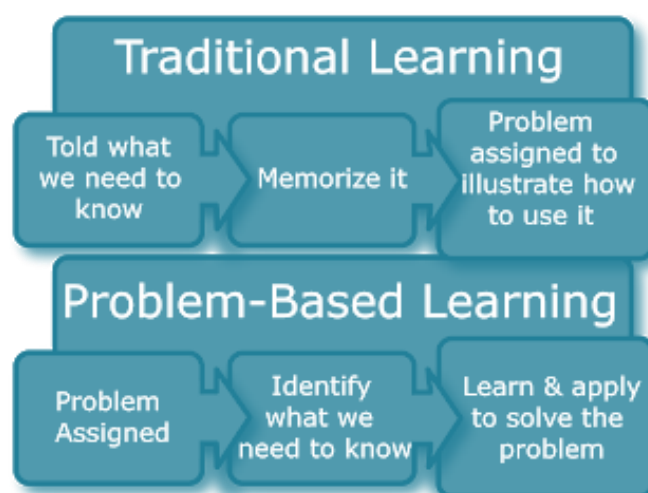 Traditional Learning
Told what
we need to
know
Memorize it
Problem
assigned to
illustrate how
to use it
Problem-Based Learning
Problem
Assigned
Identify
what we
need to know
Learn & apply
to solve the
problem